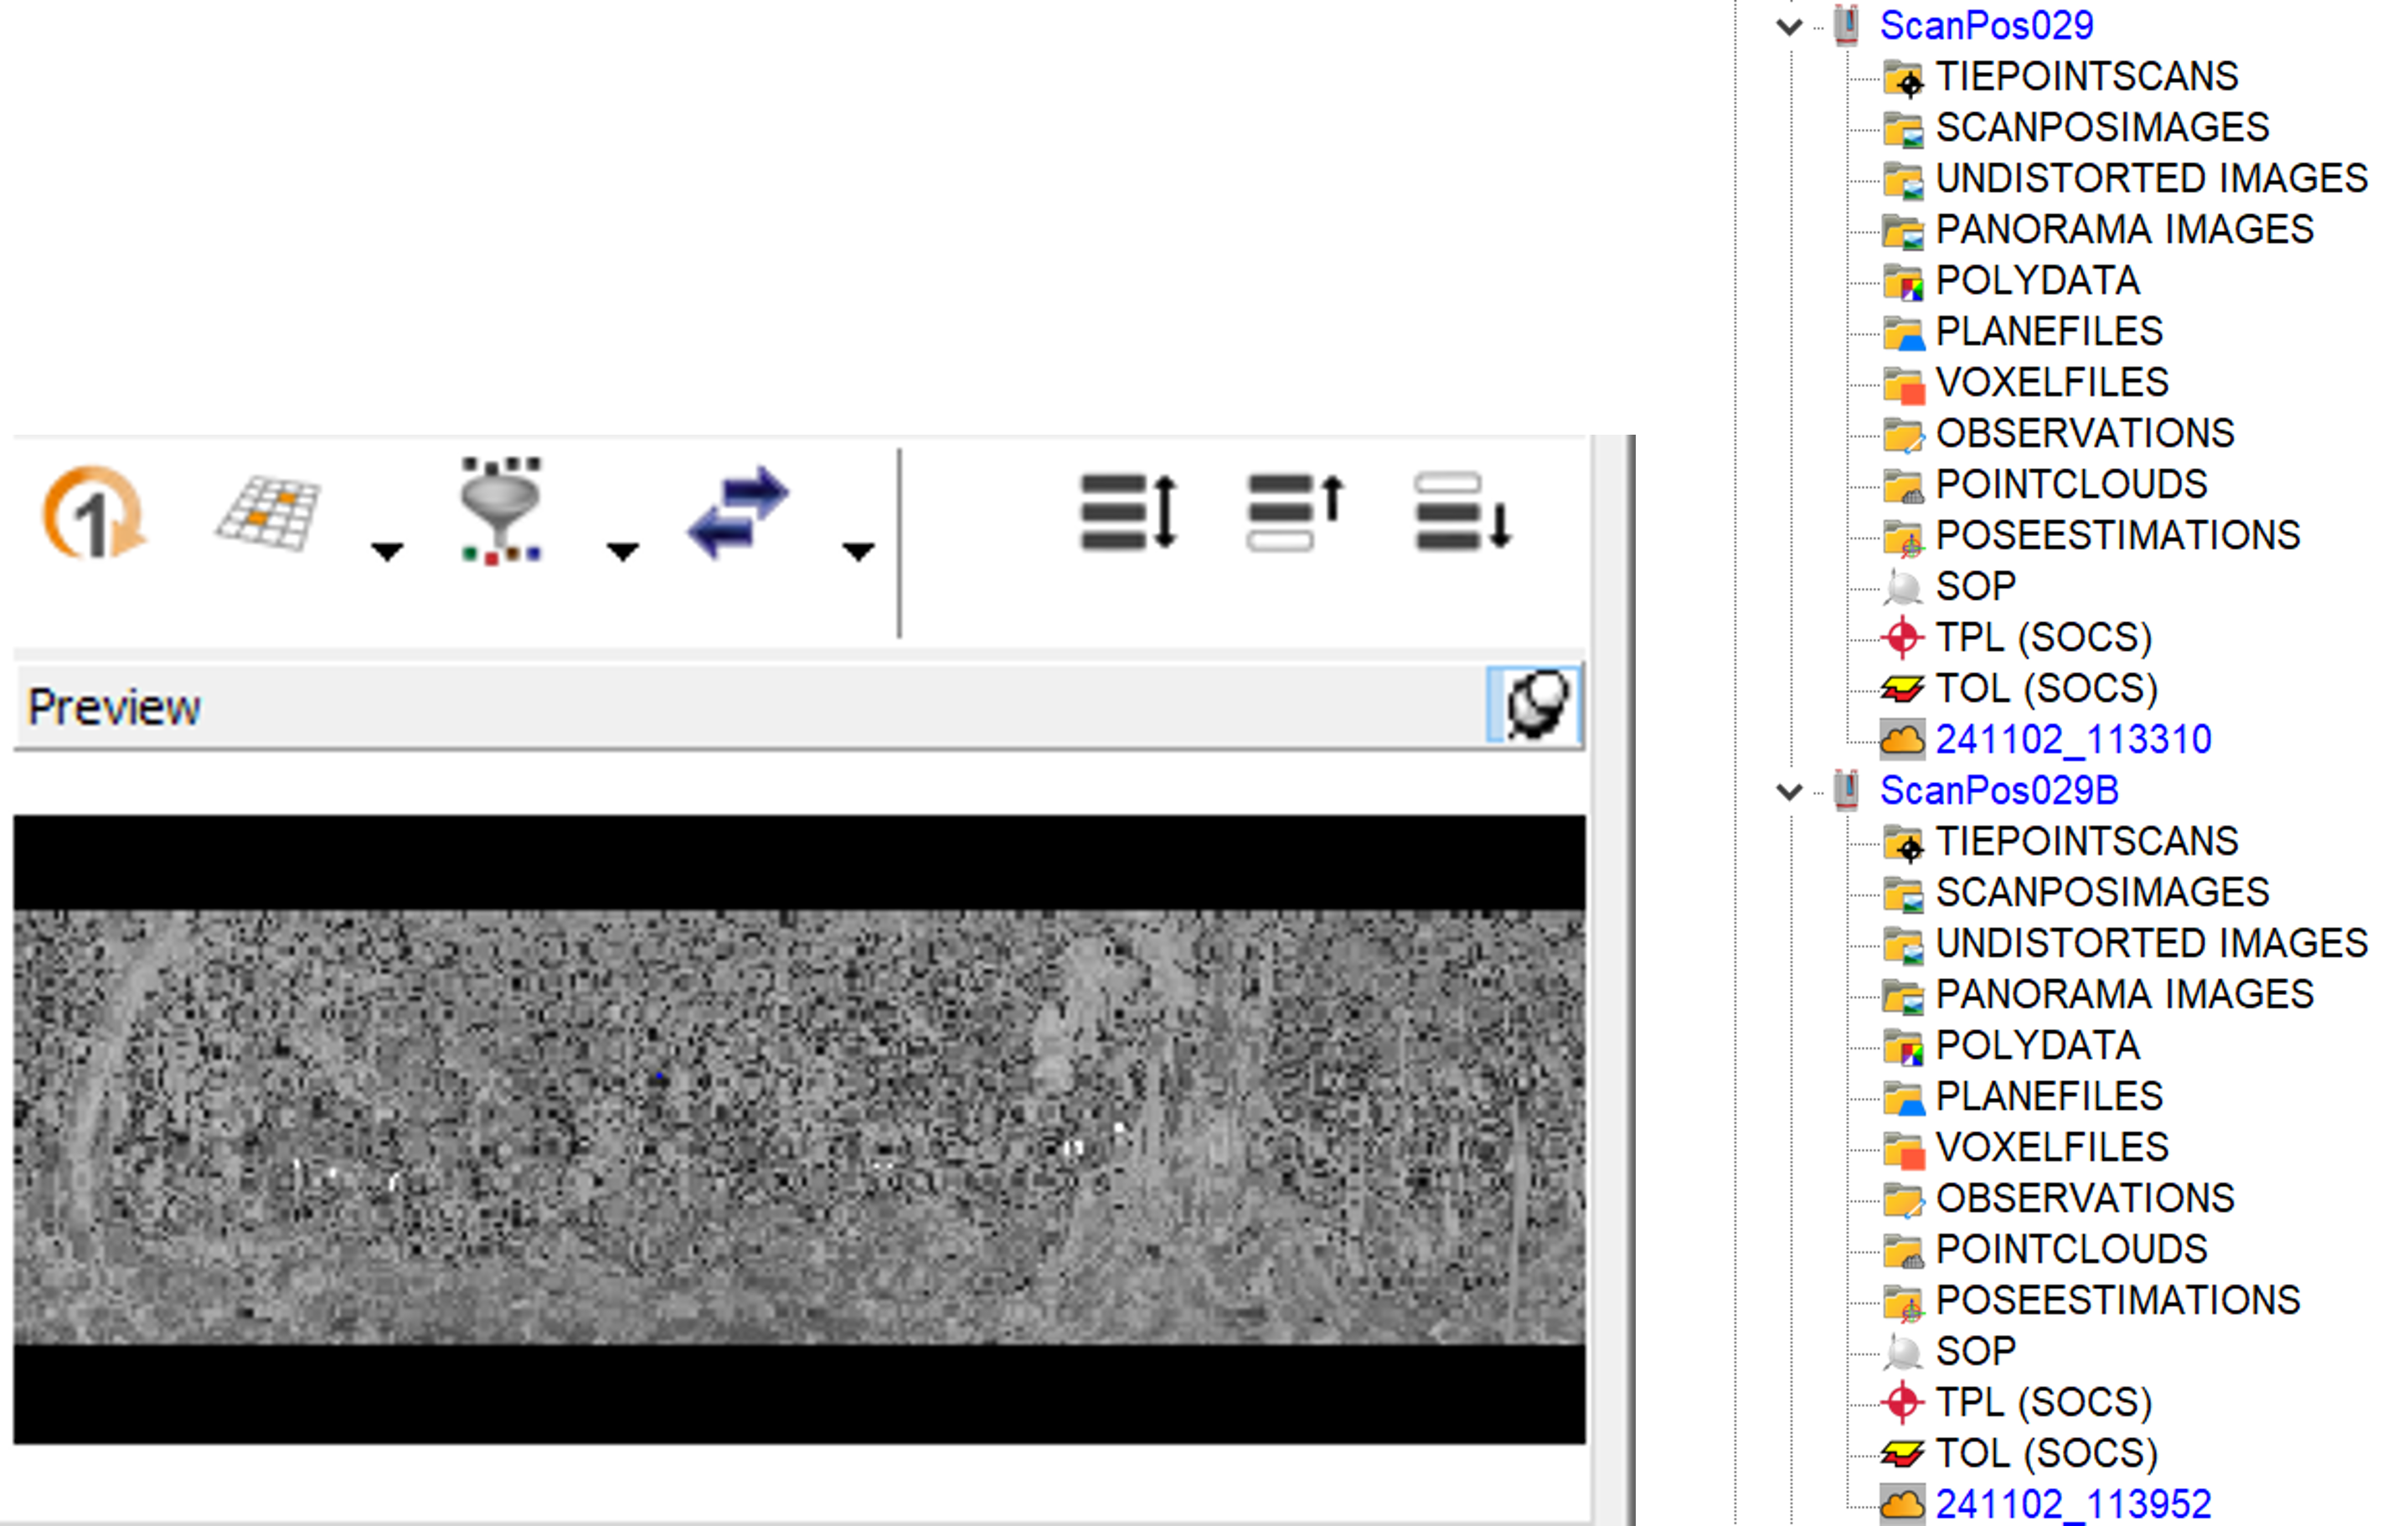 1
Preview
ScanPos029
TIEPOINTSCANS
SCANPOSIMAGES
UNDISTORTED IMAGES
PANORAMA IMAGES
POLYDATA
PLANEFILES
VOXELFILES
OBSERVATIONS
POINTCLOUDS
POSEESTIMATIONS
SOP
TPL (SOCS)
TOL (SOCS)
241102_113310
ScanPos029B
TIEPOINTSCANS
SCANPOSIMAGES
UNDISTORTED IMAGES
PANORAMA IMAGES
POLYDATA
PLANEFILES
VOXELFILES
OBSERVATIONS
POINTCLOUDS
POSEESTIMATIONS
SOP
TPL (SOCS)
TOL (SOCS)
241102_113952